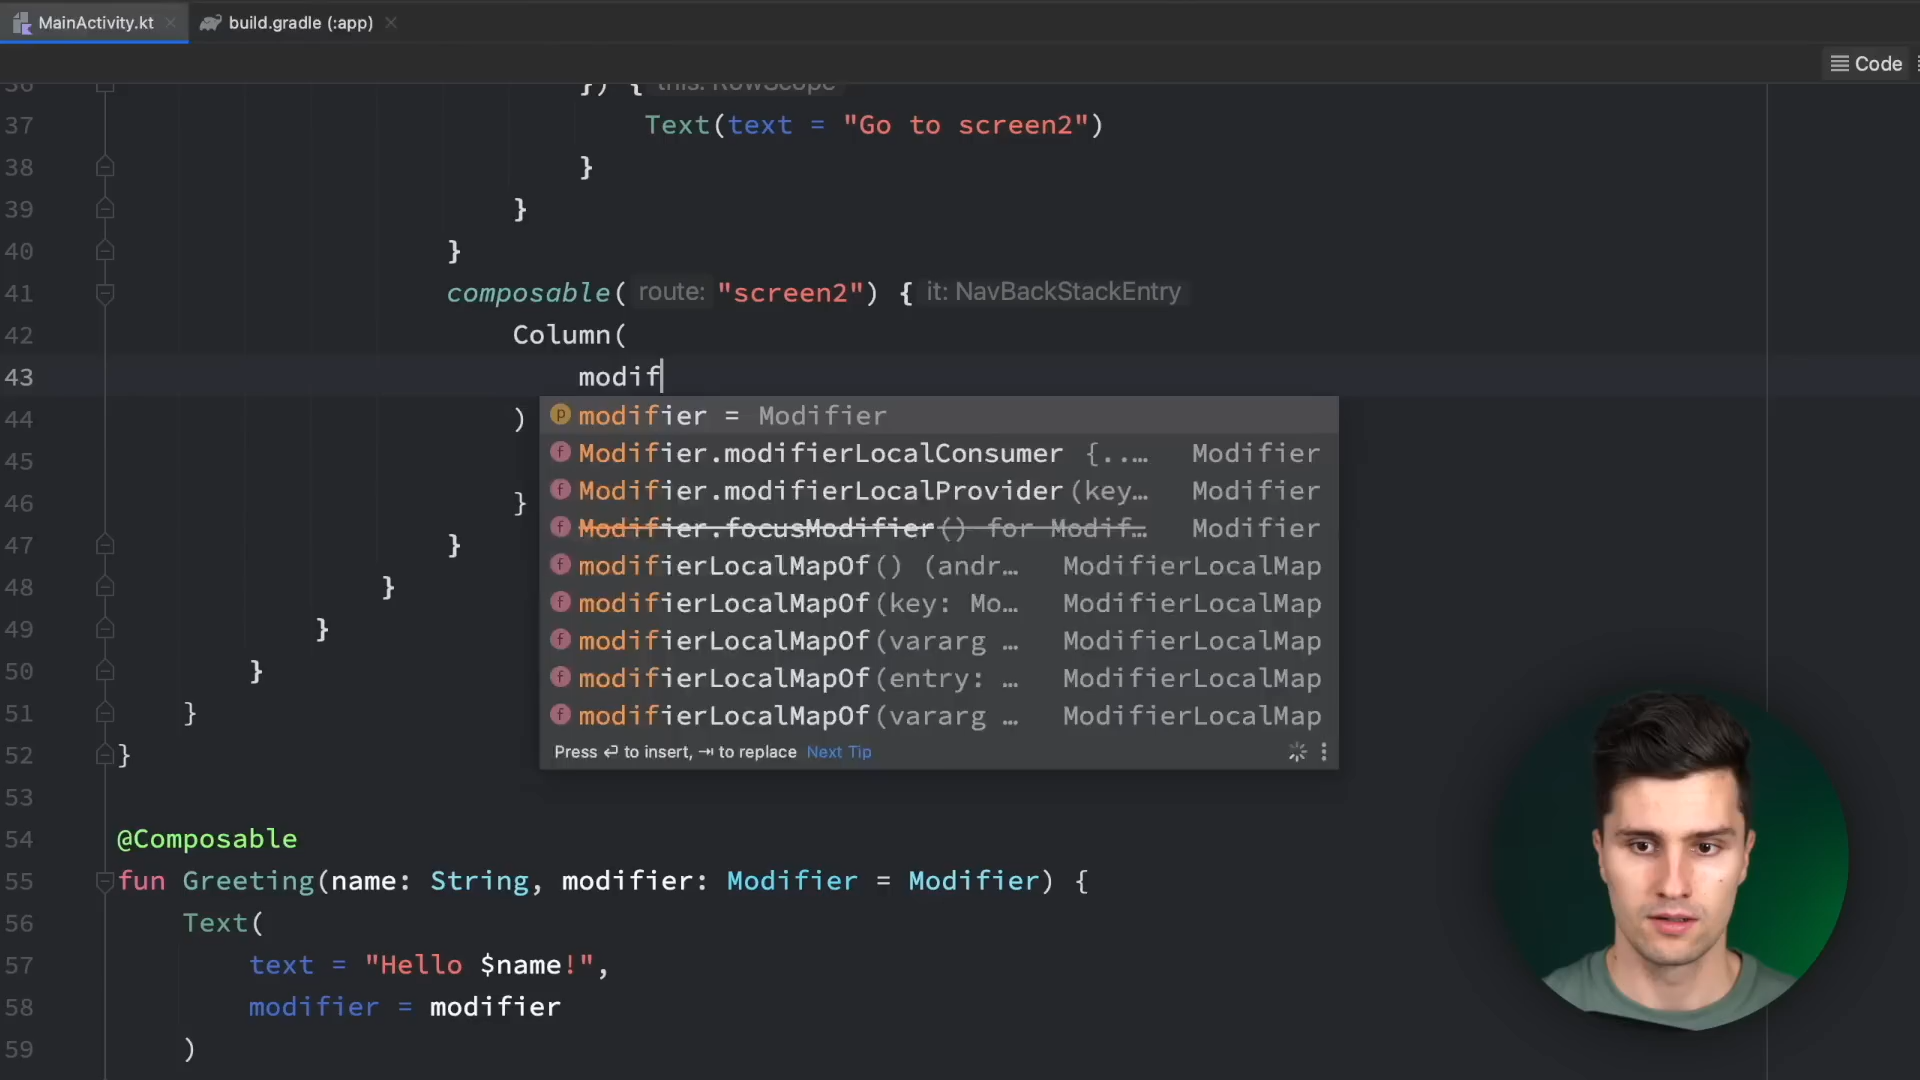 MainActivity.kt
build.gradle (:app)
Code
36 }) { this: RowScope
37 Text(text = "Go to screen2")
38 }
39 }
40 }
41 composable( route: "screen2") { it: NavBackStackEntry
42 Column(
43 modif
44 )
45
46 }
47 }
48 }
49 }
50 }
51 }
52 }
53
54 @Composable
55 fun Greeting(name: String, modifier: Modifier = Modifier) {
56 Text(
57 text = "Hello $name!",
58 modifier = modifier
59 )
p modifier = Modifier
f Modifier.modifierLocalConsumer {..… Modifier
f Modifier.modifierLocalProvider(key… Modifier
f Modifier.focusModifier() for Modif… Modifier
f modifierLocalMapOf() (andr… ModifierLocalMap
f modifierLocalMapOf(key: Mo… ModifierLocalMap
f modifierLocalMapOf(vararg … ModifierLocalMap
f modifierLocalMapOf(entry: … ModifierLocalMap
f modifierLocalMapOf(vararg … ModifierLocalMap
Press ↵ to insert, ⇥ to replace Next Tip